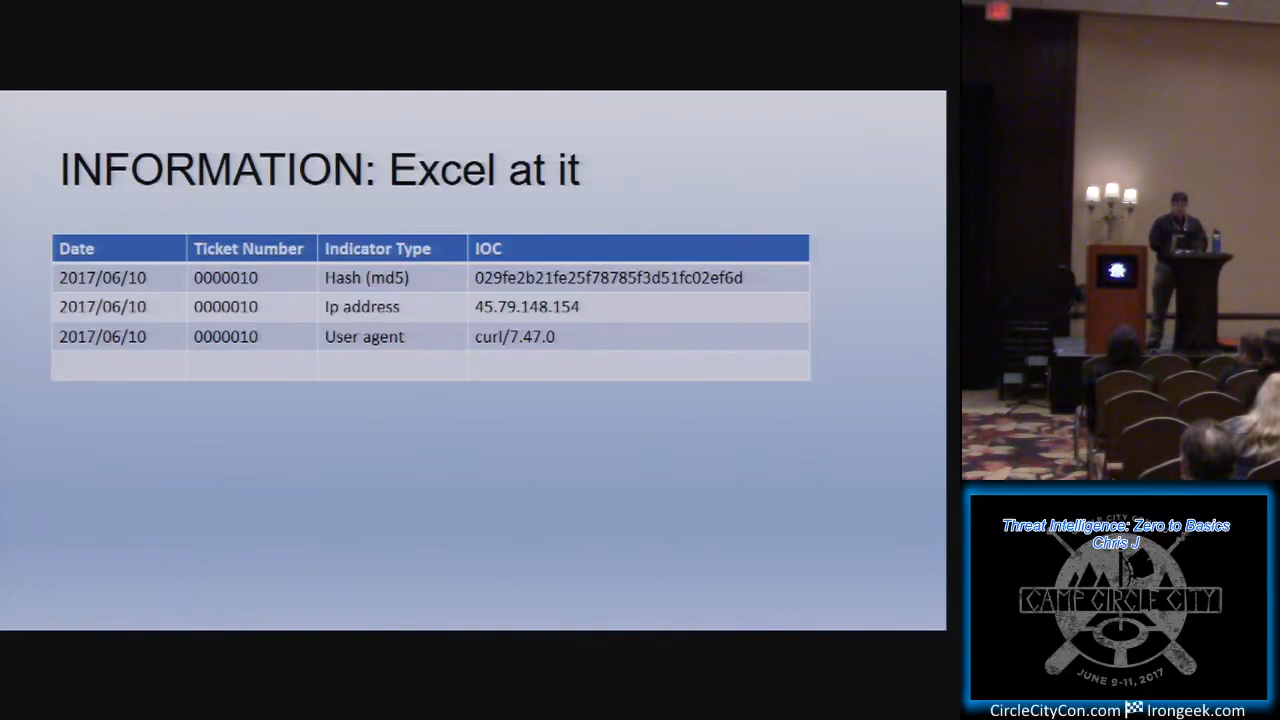 INFORMATION: Excel at it
Date Ticket Number Indicator Type IOC
2017/06/10 0000010 Hash (md5) 029fe2b21fe25f78785f3d51fc02ef6d
2017/06/10 0000010 Ip address 45.79.148.154
2017/06/10 0000010 User agent curl/7.47.0
Threat Intelligence: Zero to Basics
Chris J
CAMP CIRCLE CITY
JUNE 9-11, 2017
CircleCityCon.com Irongeek.com